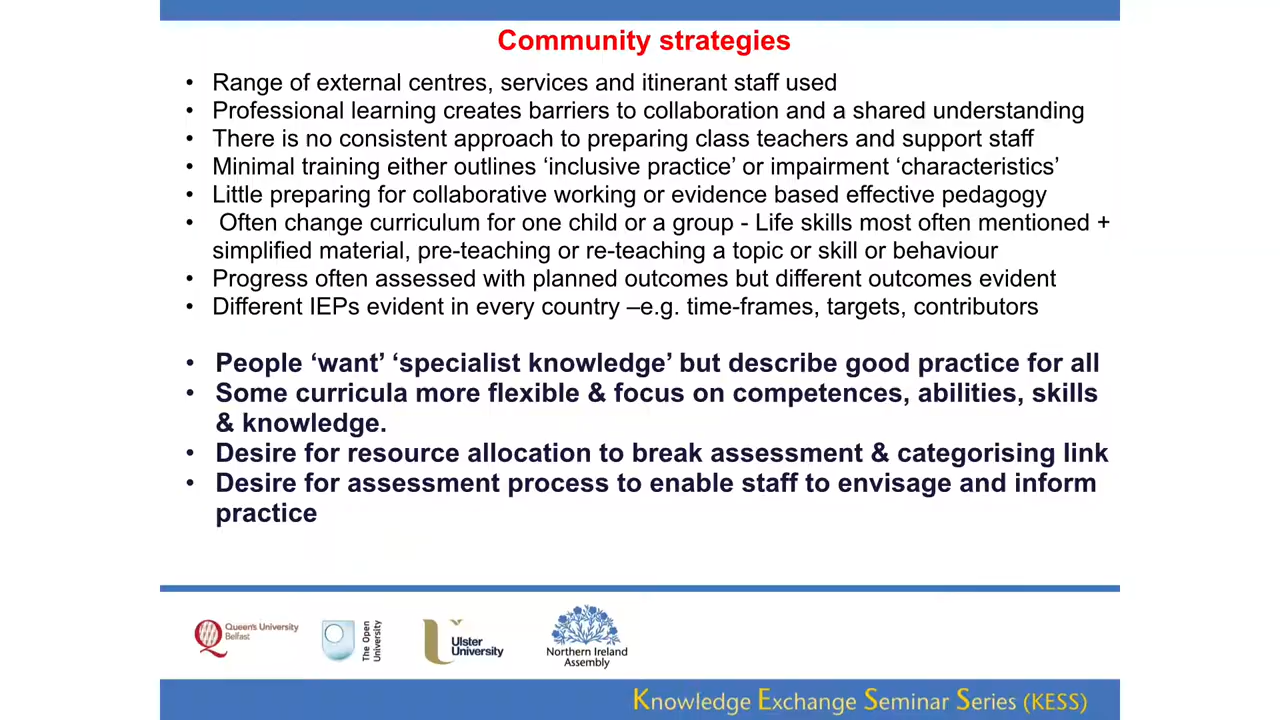 Community strategies
• Range of external centres, services and itinerant staff used
• Professional learning creates barriers to collaboration and a shared understanding
• There is no consistent approach to preparing class teachers and support staff
• Minimal training either outlines ‘inclusive practice’ or impairment ‘characteristics’
• Little preparing for collaborative working or evidence based effective pedagogy
• Often change curriculum for one child or a group - Life skills most often mentioned +
simplified material, pre-teaching or re-teaching a topic or skill or behaviour
• Progress often assessed with planned outcomes but different outcomes evident
• Different IEPs evident in every country –e.g. time-frames, targets, contributors
• People ‘want’ ‘specialist knowledge’ but describe good practice for all
• Some curricula more flexible & focus on competences, abilities, skills
& knowledge.
• Desire for resource allocation to break assessment & categorising link
• Desire for assessment process to enable staff to envisage and inform
practice
Queen's University
Belfast
The Open
University
Ulster
University
Northern Ireland
Assembly
Knowledge Exchange Seminar Series (KESS)